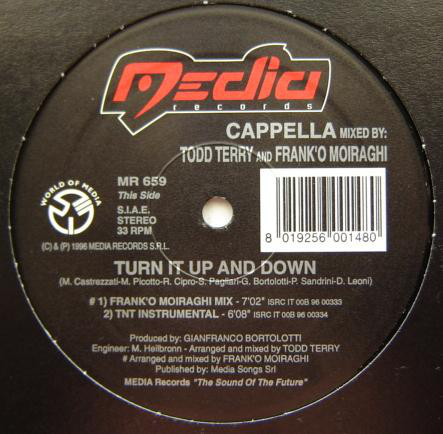 Media
records
CAPPELLA MIXED BY:
TODD TERRY AND FRANK'O MOIRAGHI
MR 659
This Side
WORLD OF MEDIA
S.I.A.E.
STEREO
33 RPM
8 019256 001480
(C) & (P) 1996 MEDIA RECORDS S.R.L.
TURN IT UP AND DOWN
(M. Castrezzati-M. Picotto-R. Cipro-S. Pagliari-G. Bortolotti-P. Sandrini-D. Leoni)
# 1) FRANK'O MOIRAGHI MIX - 7'02" ISRC IT 00B 96 00333
2) TNT INSTRUMENTAL - 6'08" ISRC IT 00B 96 00334
Produced by: GIANFRANCO BORTOLOTTI
Engineer: M. Heilbronn - Arranged and mixed by TODD TERRY
# Arranged and mixed by FRANK'O MOIRAGHI
Published by: Media Songs Srl
MEDIA Records "The Sound Of The Future"